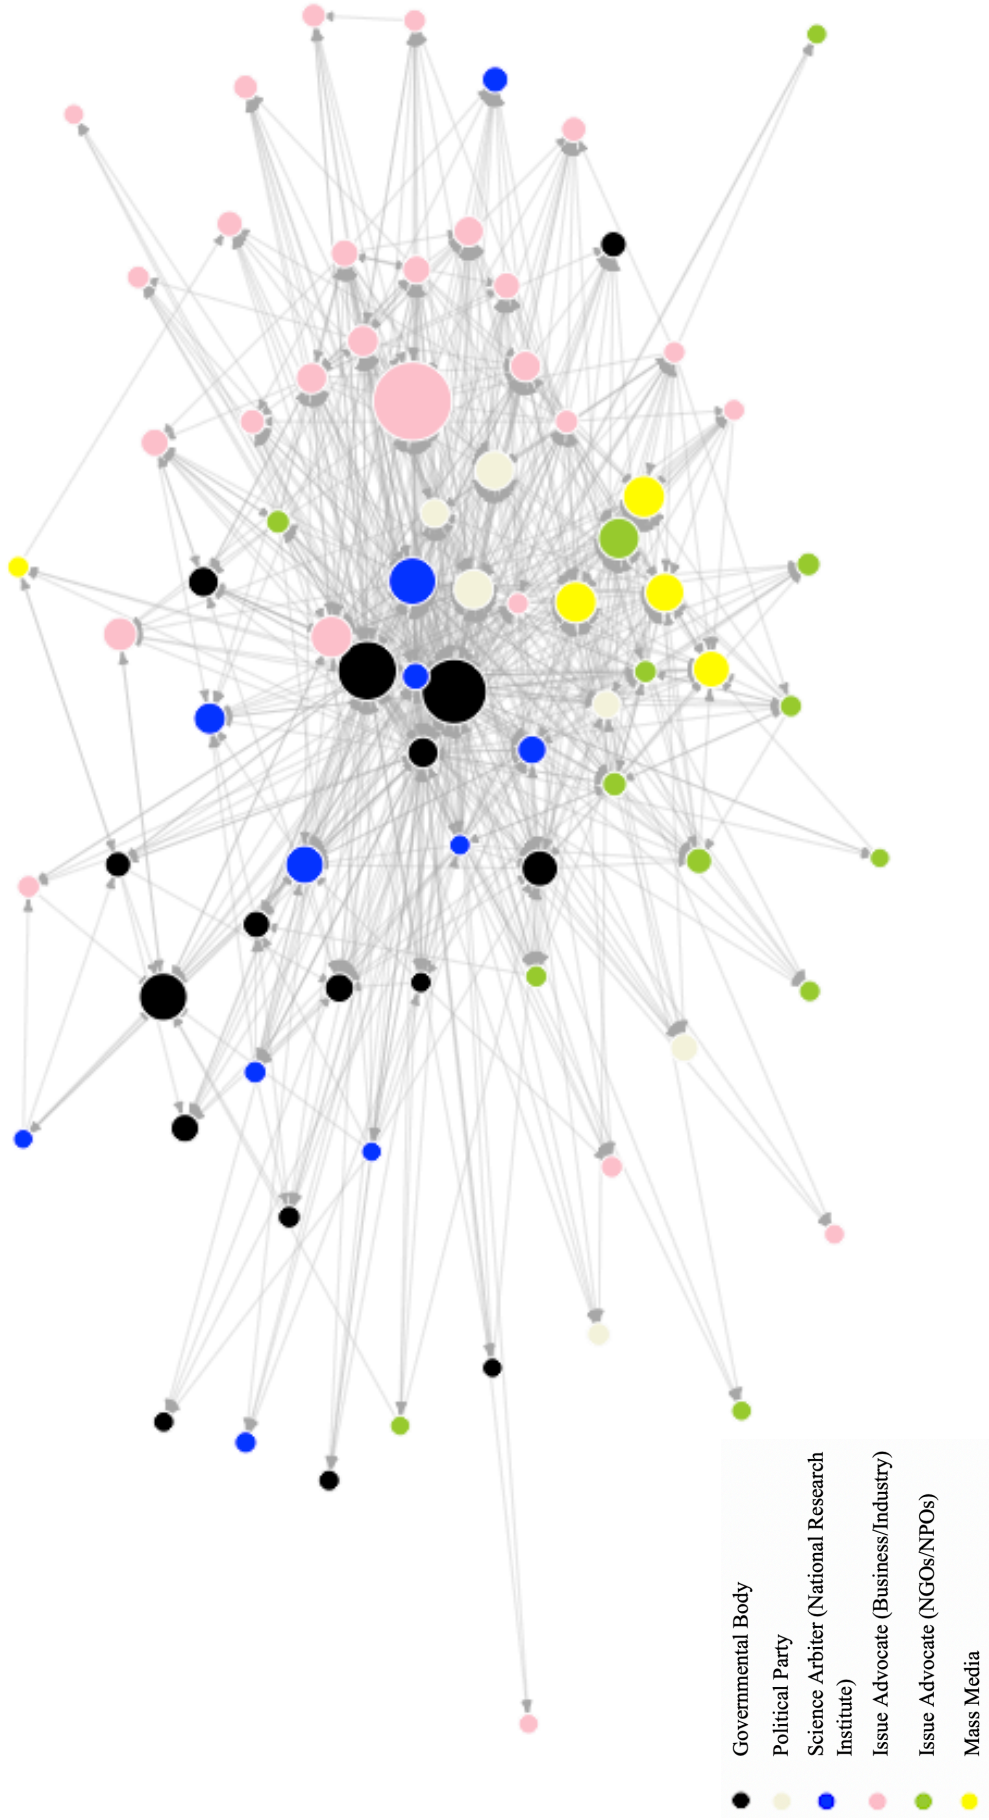 Governmental Body
Political Party
Science Arbiter (National Research
Institute)
Issue Advocate (Business/Industry)
Issue Advocate (NGOs/NPOs)
Mass Media